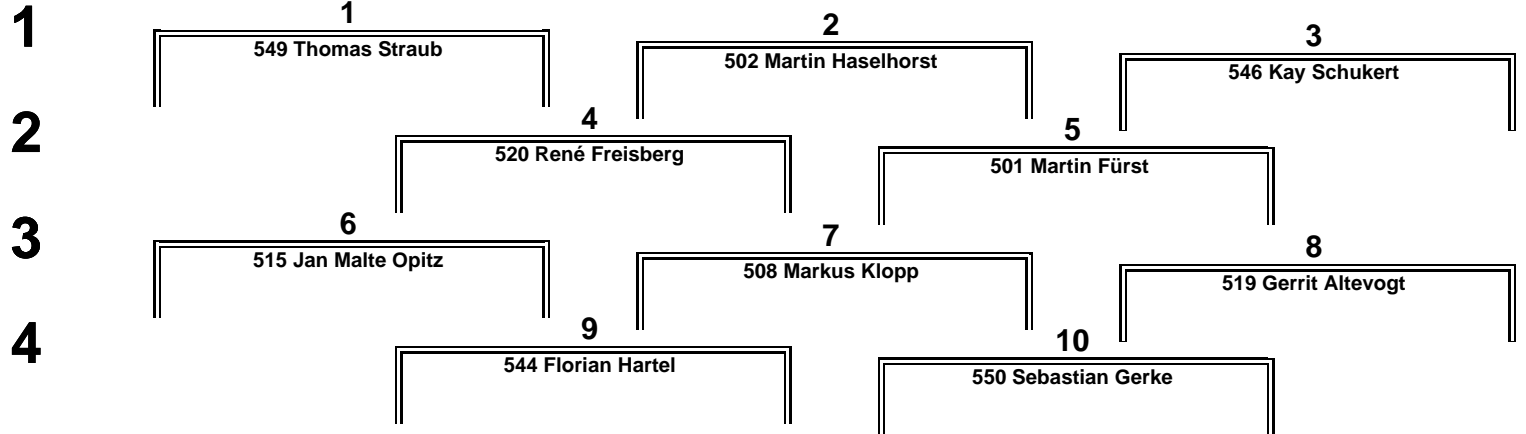 1
1
549 Thomas Straub
2
502 Martin Haselhorst
3
546 Kay Schukert
2
4
520 René Freisberg
5
501 Martin Fürst
3
6
515 Jan Malte Opitz
7
508 Markus Klopp
8
519 Gerrit Altevogt
4
9
544 Florian Hartel
10
550 Sebastian Gerke